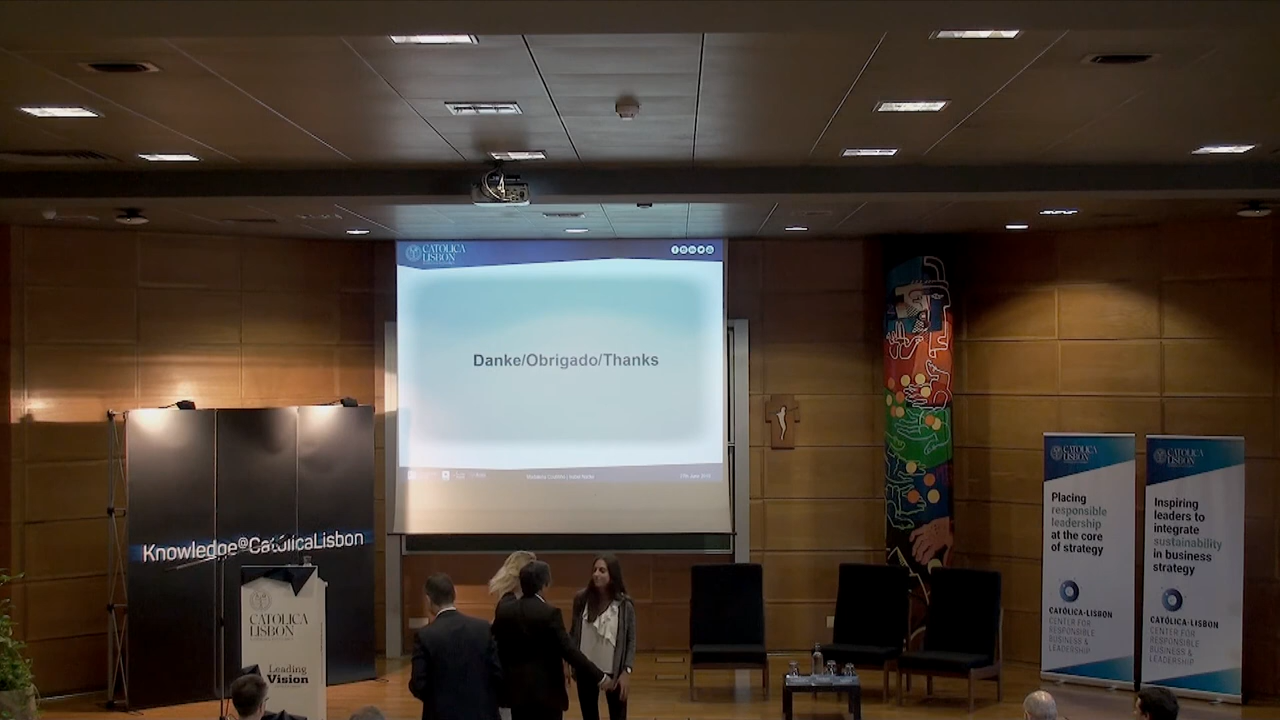 CATÓLICA
LISBON
Danke/Obrigado/Thanks
Knowledge@CatólicaLisbon
CATÓLICA
LISBON
Leading
Vision
CATÓLICA
LISBON
Placing
responsible
leadership
at the core
of strategy
CATÓLICA-LISBON
CENTER FOR
RESPONSIBLE
BUSINESS &
LEADERSHIP
CATÓLICA
LISBON
Inspiring
leaders to
integrate
sustainability
in business
strategy
CATÓLICA-LISBON
CENTER FOR
RESPONSIBLE
BUSINESS &
LEADERSHIP